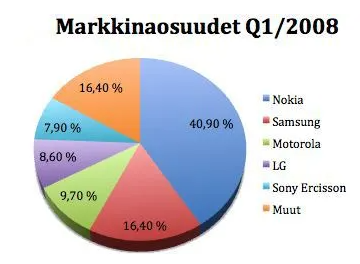 Markkinaosuudet Q1/2008
16,40 %
40,90 %
7,90 %
8,60 %
9,70 %
16,40 %
Nokia
Samsung
Motorola
LG
Sony Ercisson
Muut